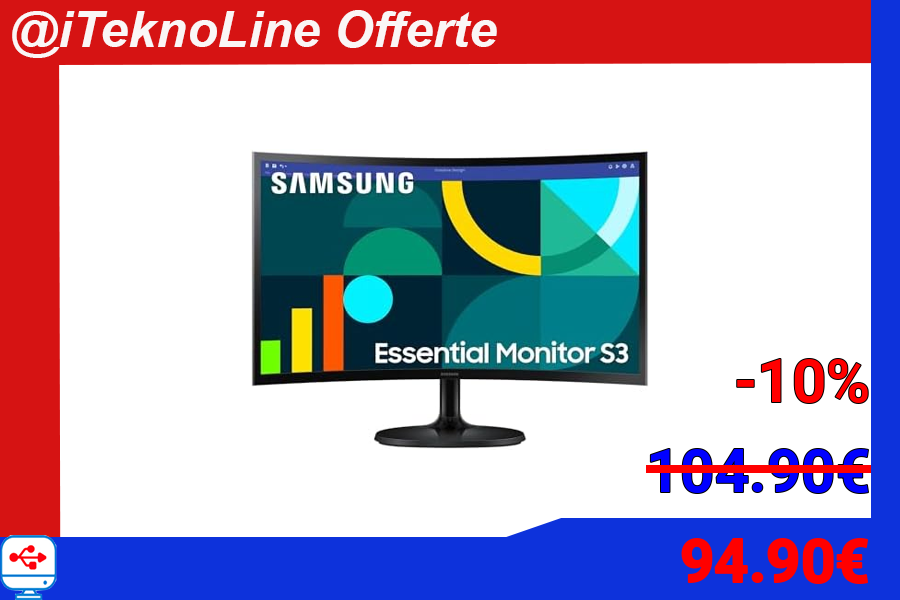 @iTeknoLine Offerte
SAMSUNG
Essential Monitor S3
-10%
104.90€
94.90€